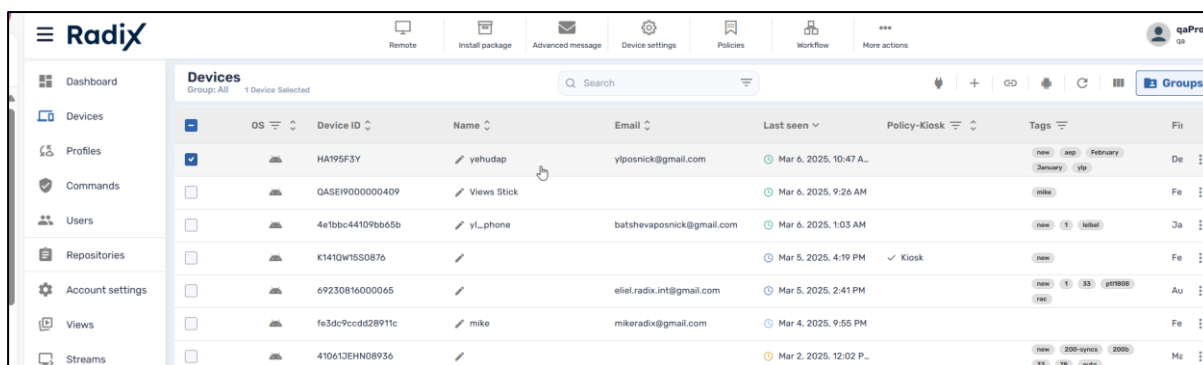 Radix
Remote
Install package
Advanced message
Device settings
Policies
Workflow
More actions
qaPro
qa
Dashboard
Devices
Profiles
Commands
Users
Repositories
Account settings
Views
Streams
Devices
Group: All 1 Device Selected
Search
Groups
OS Device ID Name Email Last seen Policy-Kiosk Tags Fi
HA195F3Y yehudap ylposnick@gmail.com Mar 6, 2025, 10:47 A... new aep February De
January ylp
QASEI9000000409 Views Stick Mar 6, 2025, 9:26 AM mike Fe
4e1bbc44109bb65b yl_phone batshevaposnick@gmail.com Mar 6, 2025, 1:03 AM new 1 leibel Ja
K141QW15S0876 Mar 5, 2025, 4:19 PM Kiosk new Fe
69230816000065 eliel.radix.int@gmail.com Mar 5, 2025, 2:41 PM new 1 33 ptl1808 Au
rac
fe3dc9ccdd28911c mike mikeradix@gmail.com Mar 4, 2025, 9:55 PM Fe
41061JEHN08936 Mar 2, 2025, 12:02 P... new 200-syncs 200b Ma
33 78 auto